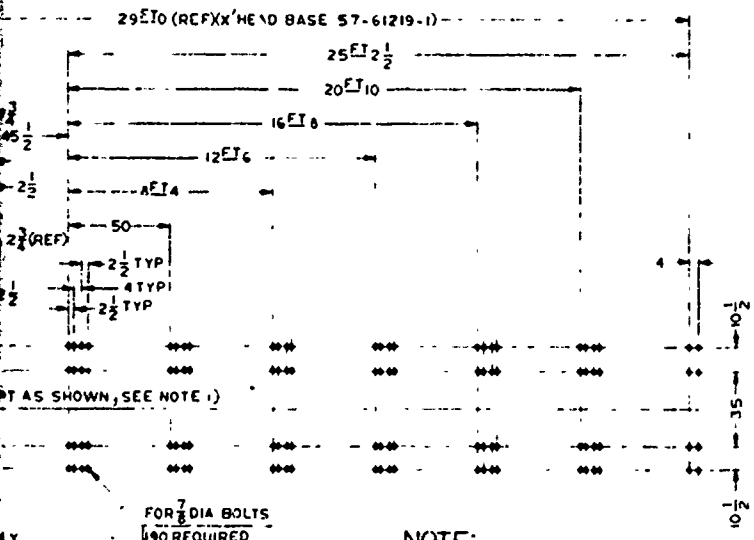 29FT0 (REF)(X'HEAD BASE 57-61219-1)
25FT2 1/2
20FT10
16FT8
45 1/2
12FT6
2 1/2
8FT4
50
2 3/4 (REF)
2 1/2 TYP
4
4 TYP
2 1/2 TYP
10 1/2
T AS SHOWN, SEE NOTE 1)
35
10 1/2
FOR 7/8 DIA BOLTS
190 REQUIRED
NOTE: